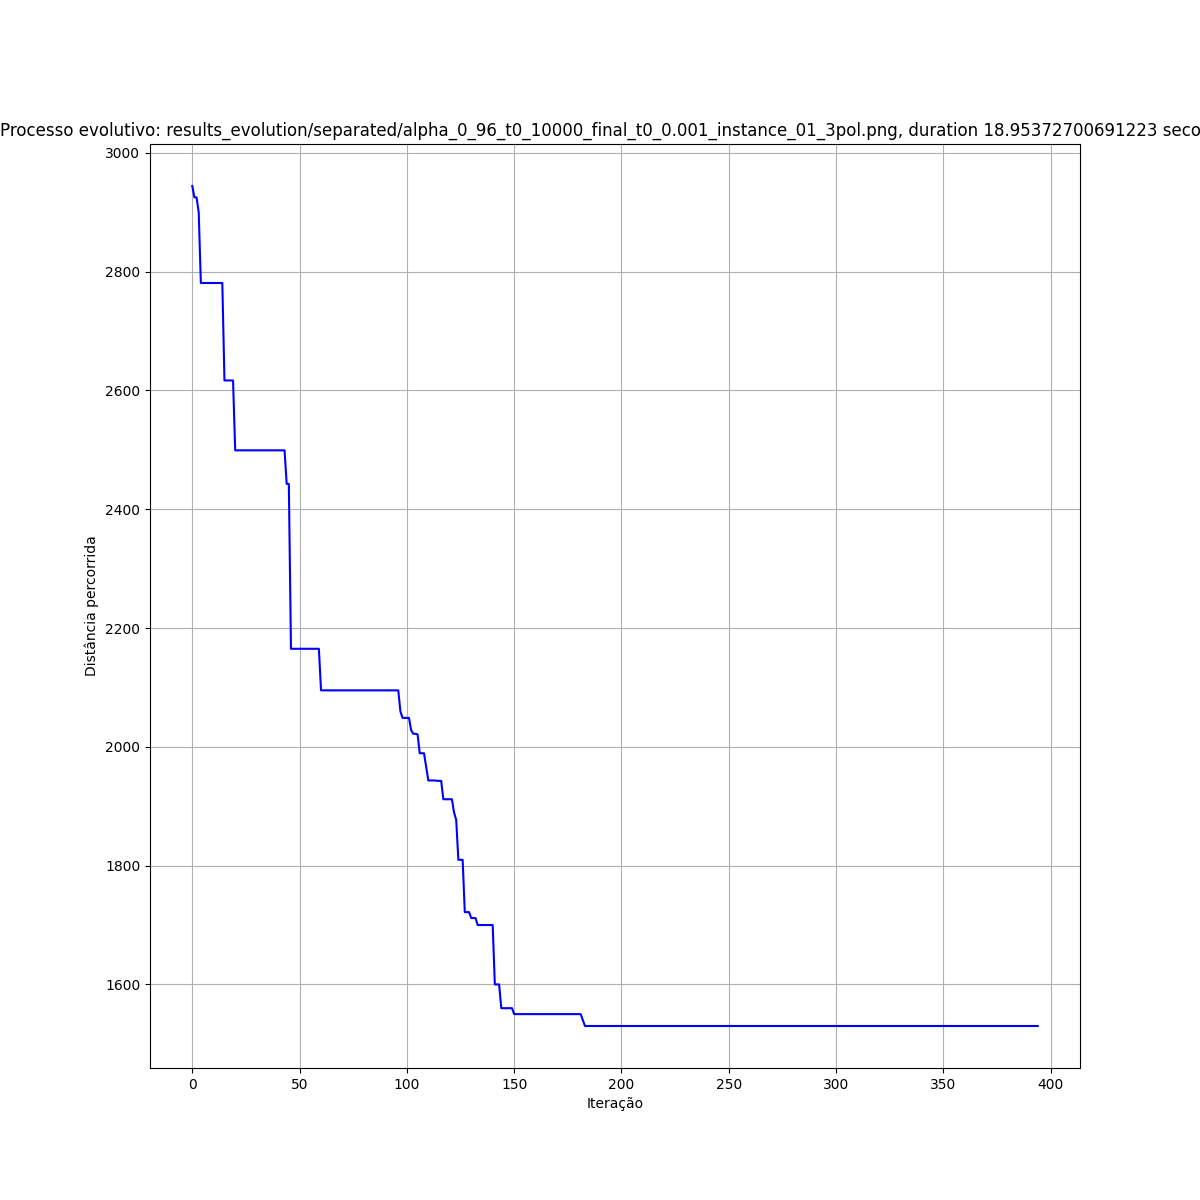 Processo evolutivo: results_evolution/separated/alpha_0_96_t0_10000_final_t0_0.001_instance_01_3pol.png, duration 18.95372700691223 seco
3000
2800
2600
2400
2200
2000
1800
1600
Distância percorrida
0 50 100 150 200 250 300 350 400
Iteração